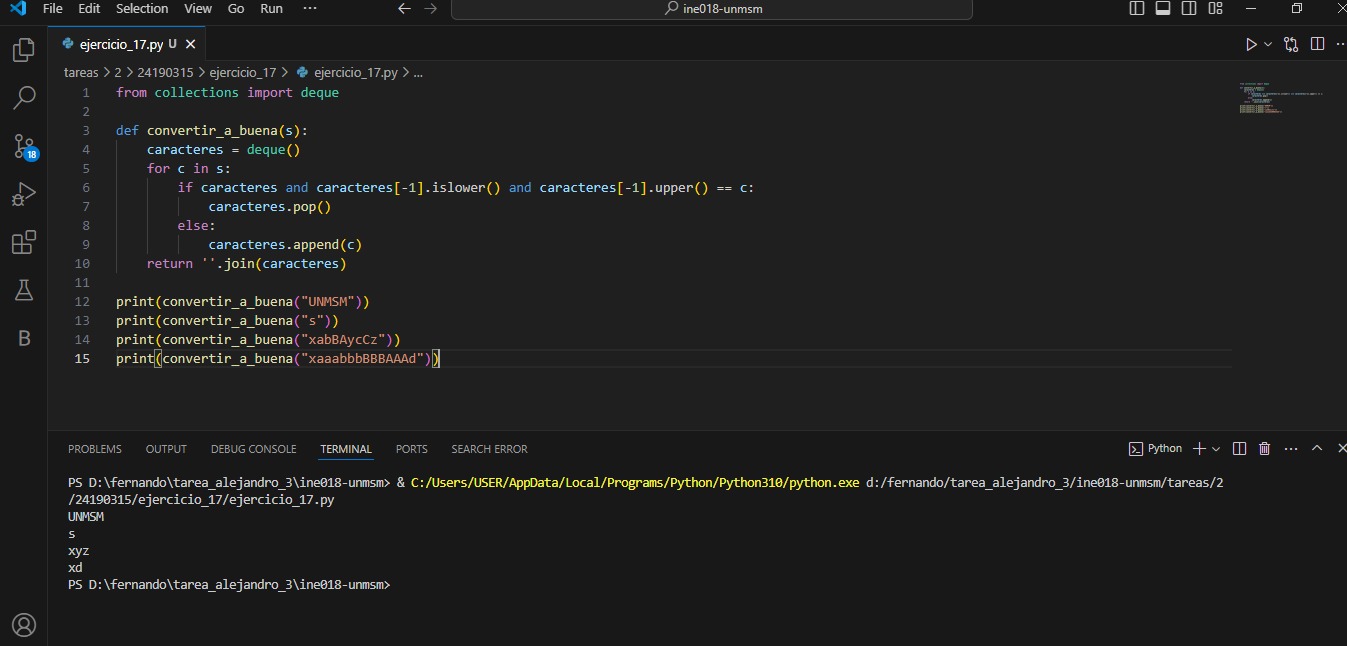 File Edit Selection View Go Run ··· ← → ine018-unmsm
ejercicio_17.py U ×
tareas > 2 > 24190315 > ejercicio_17 > ejercicio_17.py > ...
1 from collections import deque
2
3 def convertir_a_buena(s):
4 caracteres = deque()
5 for c in s:
6 if caracteres and caracteres[-1].islower() and caracteres[-1].upper() == c:
7 caracteres.pop()
8 else:
9 caracteres.append(c)
10 return ''.join(caracteres)
11
12 print(convertir_a_buena("UNMSM"))
13 print(convertir_a_buena("s"))
14 print(convertir_a_buena("xabBAycCz"))
15 print(convertir_a_buena("xaaabbbBBBAAAd"))
18
B
PROBLEMS OUTPUT DEBUG CONSOLE TERMINAL PORTS SEARCH ERROR Python
PS D:\fernando\tarea_alejandro_3\ine018-unmsm> & C:/Users/USER/AppData/Local/Programs/Python/Python310/python.exe d:/fernando/tarea_alejandro_3/ine018-unmsm/tareas/2
/24190315/ejercicio_17/ejercicio_17.py
UNMSM
s
xyz
xd
PS D:\fernando\tarea_alejandro_3\ine018-unmsm>